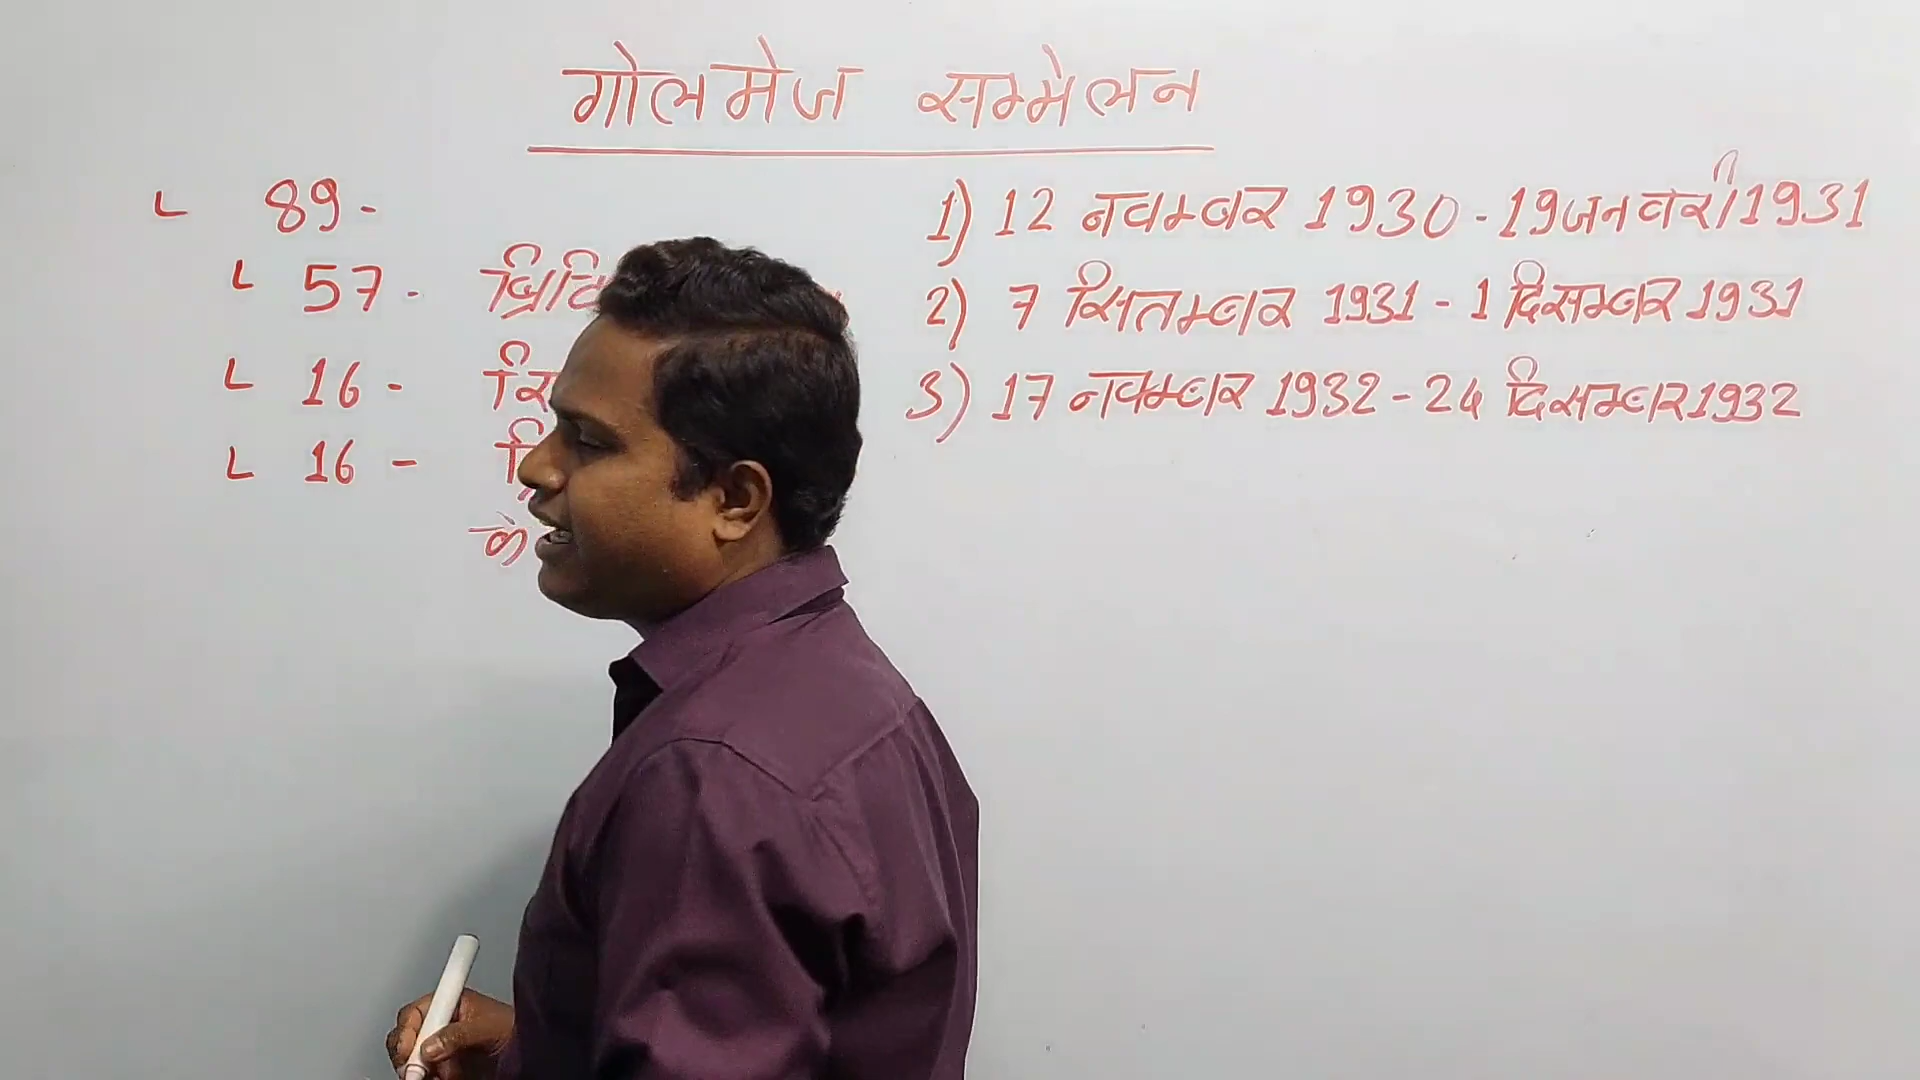 गोलमेज सम्मेलन
89-
57-
16-
16-
1) 12 नवम्बर 1930-19 जनवरी 1931
2) 7 सितम्बर 1931-1 दिसम्बर 1931
3) 17 नवम्बर 1932-24 दिसम्बर 1932